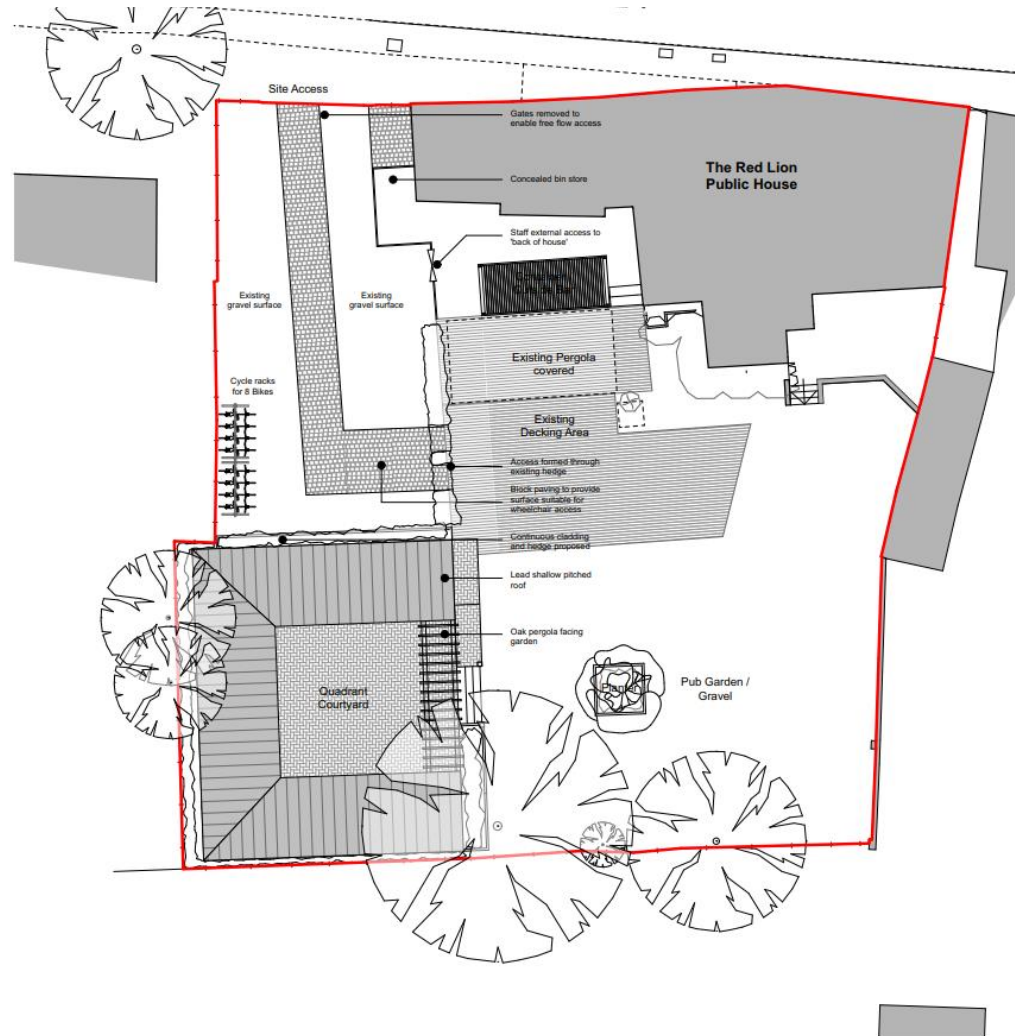 Site Access
Gates removed to
enable free flow access
The Red Lion
Public House
Concealed bin store
Staff external access to
'back of house'
Existing
gravel surface
Existing
gravel surface
Existing Pergola
covered
Cycle racks
for 8 Bikes
Existing
Decking Area
Access formed through
existing hedge
Block paving to provide
surface suitable for
wheelchair access
Continuous cladding
and hedge proposed
Lead shallow pitched
roof
Oak pergola facing
garden
Quadrant
Courtyard
Planter
Pub Garden /
Gravel